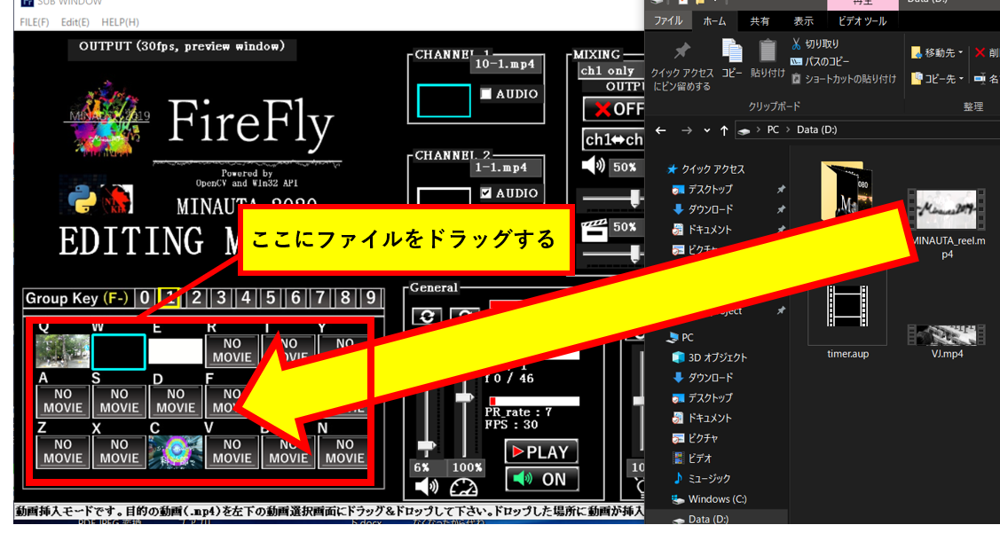 SUB WINDOW
FILE(F) Edit(E) HELP(H)
OUTPUT (30fps, preview window)
MINAUTA 2019
FireFly
Powered by
OpenCV and Win32 API
MINAUTA 2080
EDITING M
ここにファイルをドラッグする
Group Key (F-) 0 1 2 3 4 5 6 7 8 9
Q W E R T Y
NO MOVIE
NO
MOVIE
NO
A S D F
NO MOVIE
NO MOVIE
NO MOVIE
NO
MO
Z X C V B N
NO MOVIE
NO MOVIE
NO MOVIE
NO MOVIE
NO MOVIE
CHANNEL 1
10-1.mp4
AUDIO
CHANNEL 2
1-1.mp4
AUDIO
MIXING
ch1 only
OUTPU
OFF
ch1⇔ch
50%
50%
General
Y0 / 46
PR_rate : 7
FPS : 30
PLAY
ON
6% 100%
10
動画挿入モードです。目的の動画(.mp4)を左下の動画選択画面にドラッグ&ドロップして下さい。ドロップした場所に動画が挿入
再生
Data (D:)
ファイル ホーム 共有 表示 ビデオ ツール
クイック アクセス
にピン留めする
コピー
貼り付け
切り取り
パスのコピー
ショートカットの貼り付け
クリップボード
移動先
コピー先
削
名
整理
PC Data (D:)
クイック アクセス
デスクトップ
ダウンロード
ドキュメント
ピクチャ
PC
3D オブジェクト
ダウンロード
デスクトップ
ドキュメント
ピクチャ
ビデオ
ミュージック
Windows (C:)
Data (D:)
MINAUTA_reel.m
p4
timer.aup
VJ.mp4